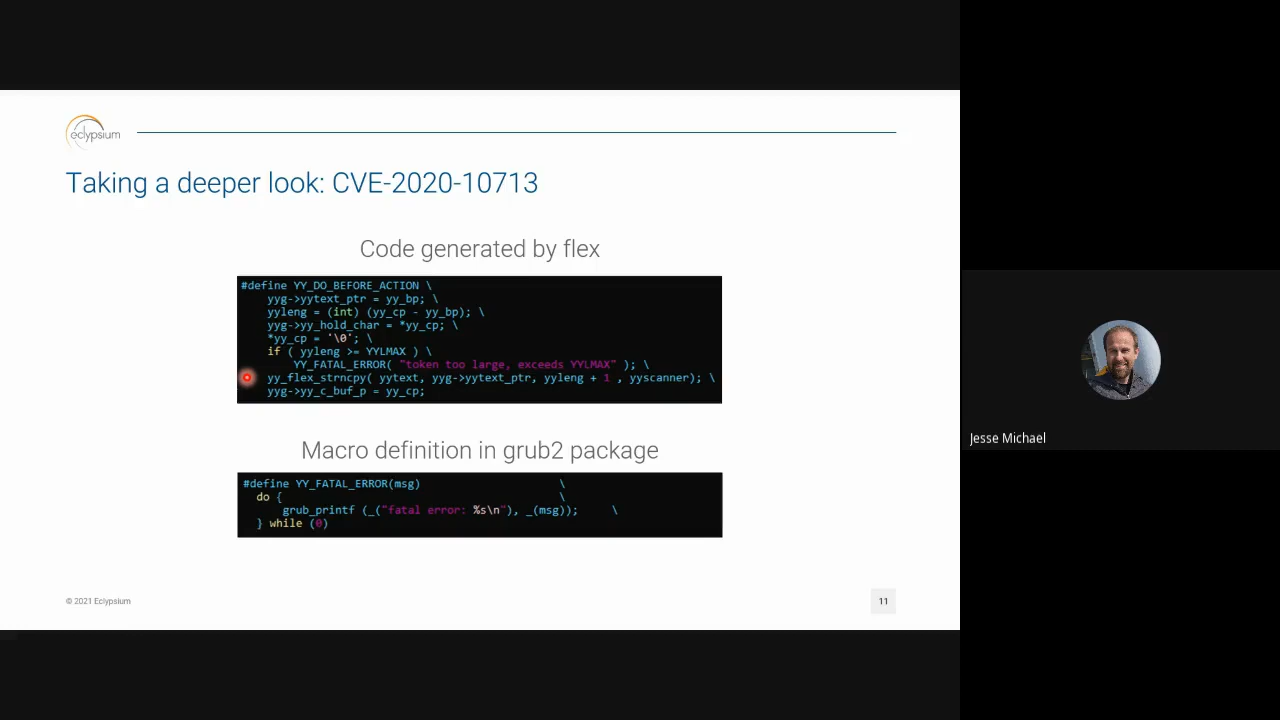 eclypsium
Taking a deeper look: CVE-2020-10713
Code generated by flex
#define YY_DO_BEFORE_ACTION \
yyg->yytext_ptr = yy_bp; \
yyleng = (int) (yy_cp - yy_bp); \
yyg->yy_hold_char = *yy_cp; \
*yy_cp = '\0'; \
if ( yyleng >= YYLMAX ) \
YY_FATAL_ERROR( "token too large, exceeds YYLMAX" ); \
yy_flex_strncpy( yytext, yyg->yytext_ptr, yyleng + 1 , yyscanner); \
yyg->yy_c_buf_p = yy_cp;
Macro definition in grub2 package
#define YY_FATAL_ERROR(msg) \
do { \
grub_printf (_("fatal error: %s\n"), _(msg)); \
} while (0)
© 2021 Eclypsium
11
Jesse Michael